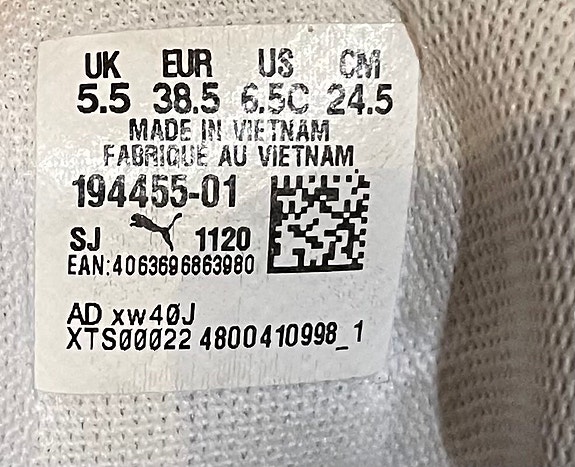 UK EUR US CM
5.5 38.5 6.5C 24.5
MADE IN VIETNAM
FABRIQUÉ AU VIETNAM
194455-01
SJ 1120
EAN:4063696863980
AD xw40J
XTS00022 4800410998_1